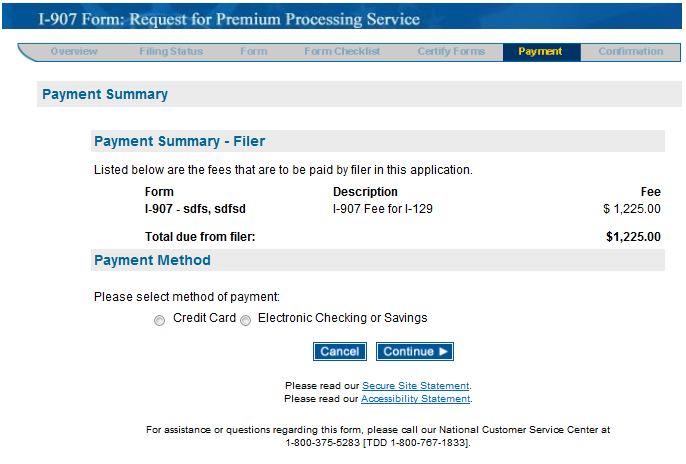 I-907 Form: Request for Premium Processing Service
Overview Filing Status Form Form Checklist Certify Forms Payment Confirmation
Payment Summary
Payment Summary - Filer
Listed below are the fees that are to be paid by filer in this application.
Form Description Fee
I-907 - sdfs, sdfsd I-907 Fee for I-129 $ 1,225.00
Total due from filer: $1,225.00
Payment Method
Please select method of payment:
Credit Card Electronic Checking or Savings
Cancel Continue ►
Please read our Secure Site Statement.
Please read our Accessibility Statement.
For assistance or questions regarding this form, please call our National Customer Service Center at
1-800-375-5283 [TDD 1-800-767-1833].